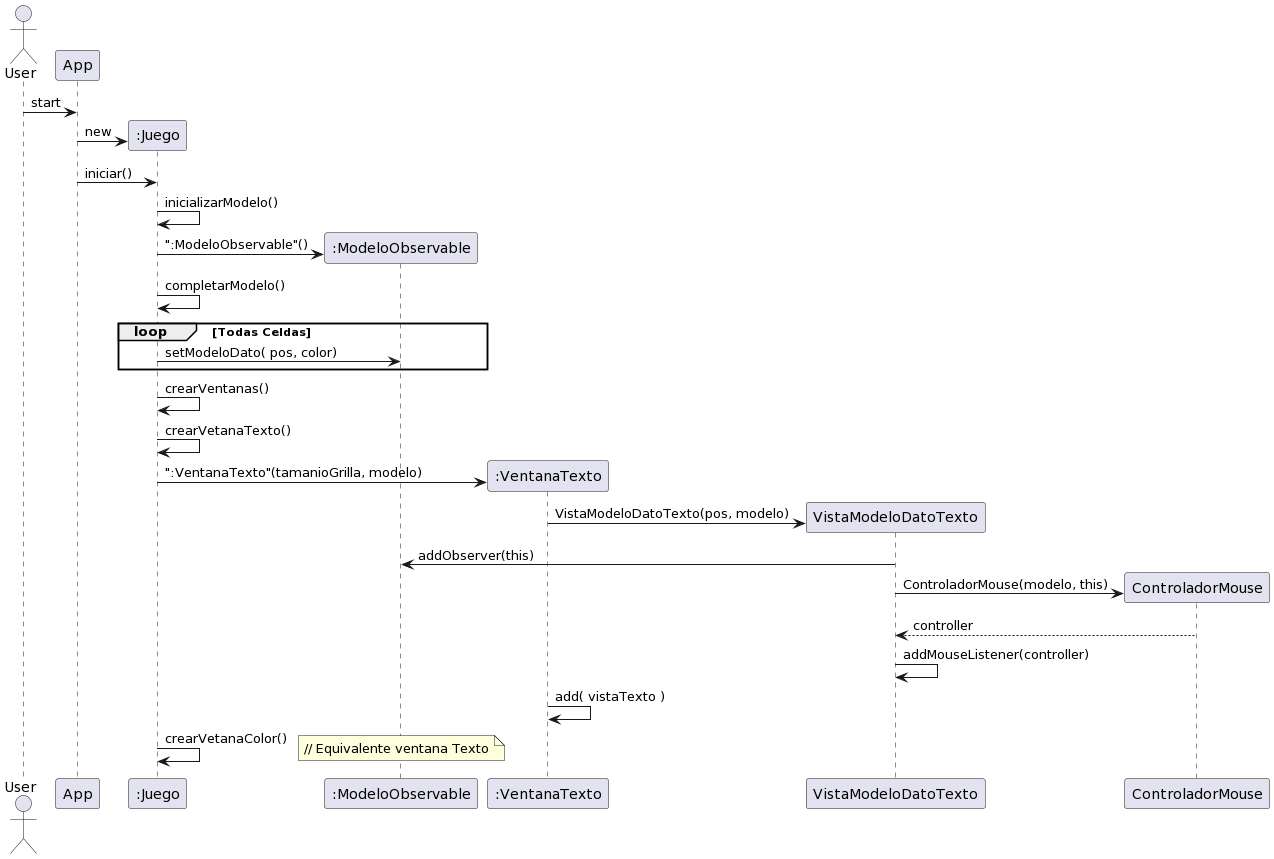 User
App
start
new
:Juego
iniciar()
inicializarModelo()
":ModeloObservable"()
:ModeloObservable
completarModelo()
loop
[Todas Celdas]
setModeloDato( pos, color)
crearVentanas()
crearVetanaTexto()
":VentanaTexto"(tamanioGrilla, modelo)
:VentanaTexto
VistaModeloDatoTexto(pos, modelo)
VistaModeloDatoTexto
addObserver(this)
ControladorMouse(modelo, this)
ControladorMouse
controller
addMouseListener(controller)
add( vistaTexto )
crearVetanaColor()
// Equivalente ventana Texto
User
App
:Juego
:ModeloObservable
:VentanaTexto
VistaModeloDatoTexto
ControladorMouse